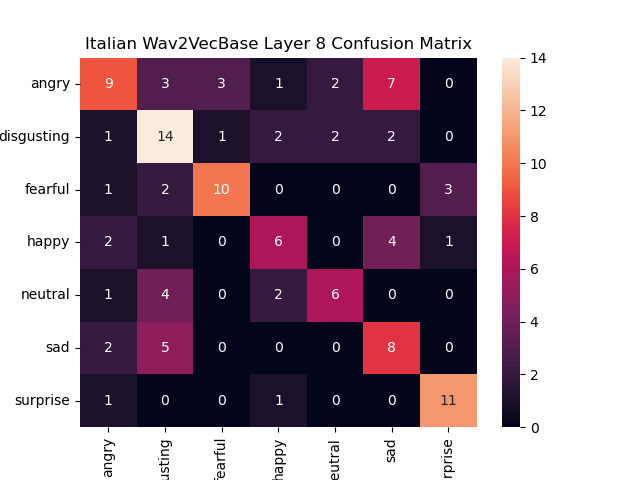 Italian Wav2VecBase Layer 8 Confusion Matrix
angry 9 3 3 1 2 7 0
disgusting 1 14 1 2 2 2 0
fearful 1 2 10 0 0 0 3
happy 2 1 0 6 0 4 1
neutral 1 4 0 2 6 0 0
sad 2 5 0 0 0 8 0
surprise 1 0 0 1 0 0 11
angry
usting
fearful
happy
eutral
sad
rprise
14
12
10
8
6
4
2
0